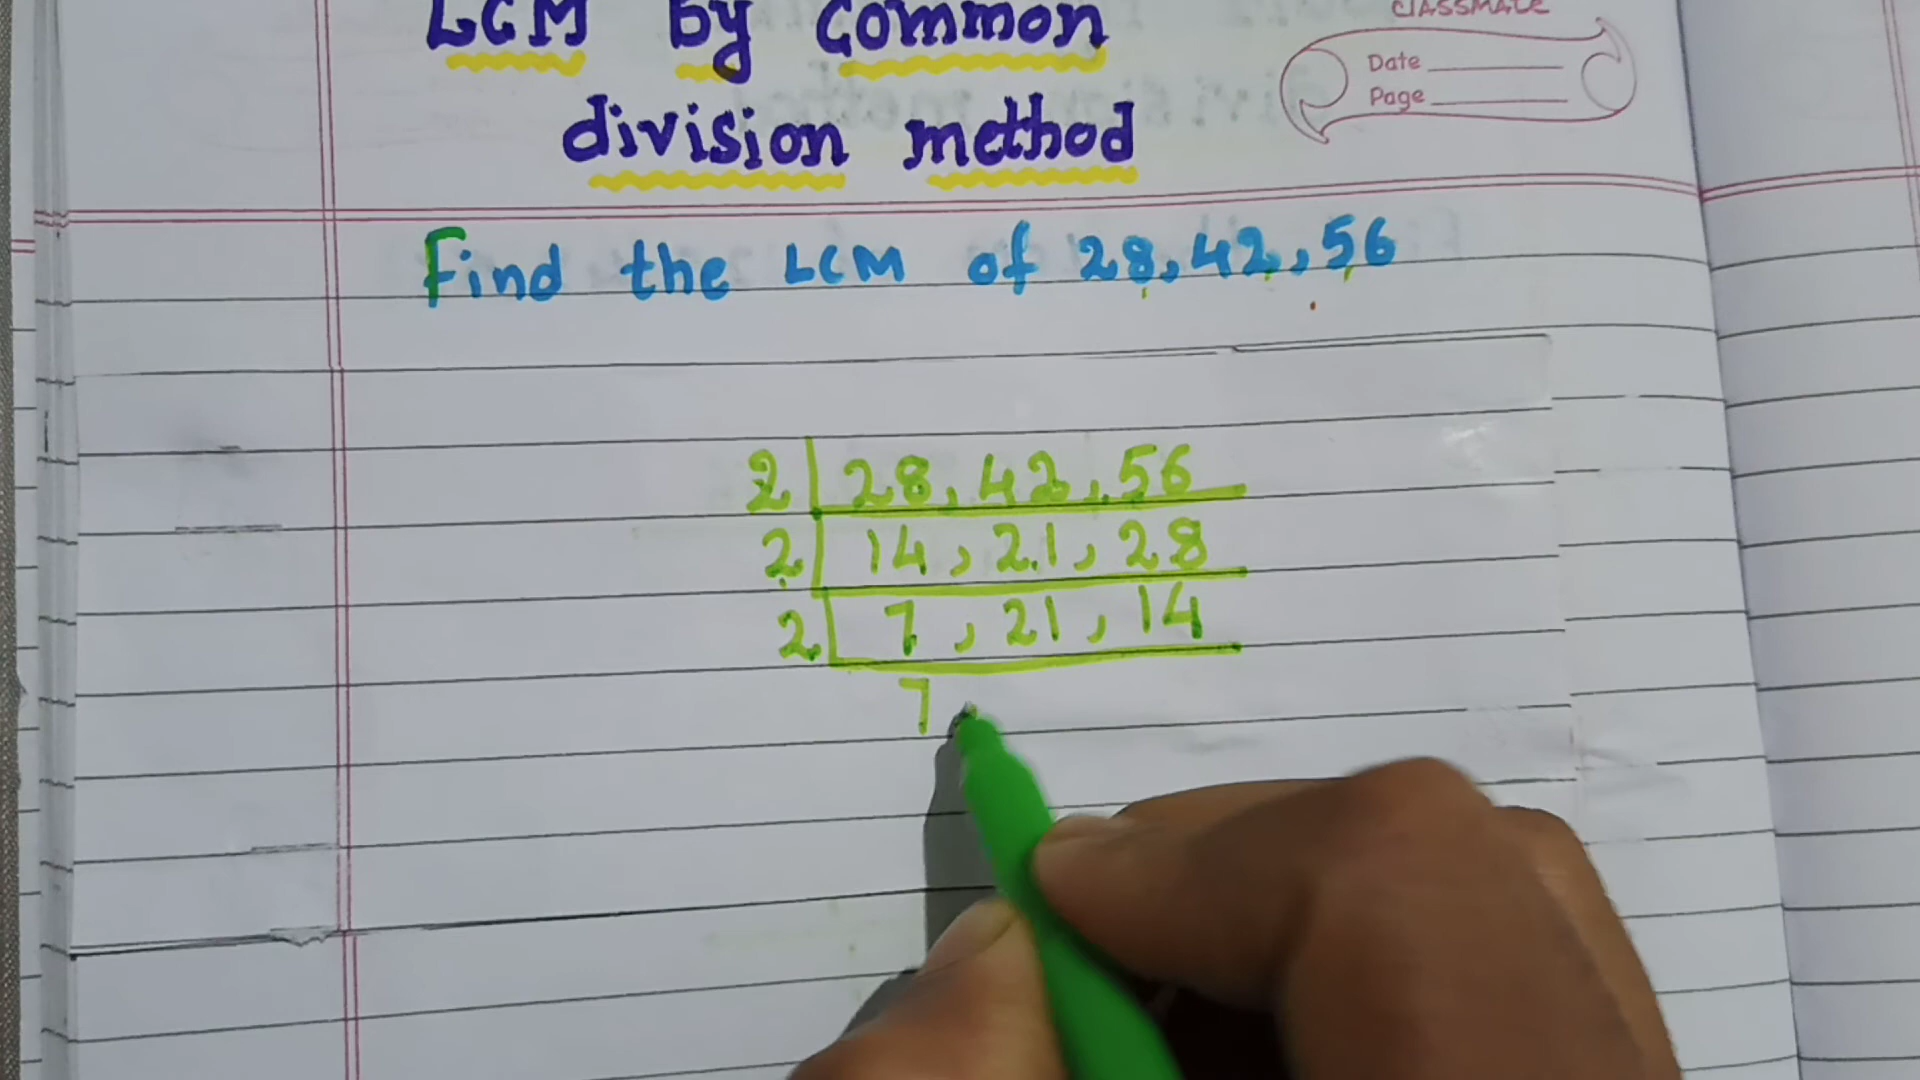 LCM By Common
CLASSMATE
Date
Page
division method
Find the LCM of 28,42,56
2 28,42,56
2 14,21,28
2 7,21,14
7